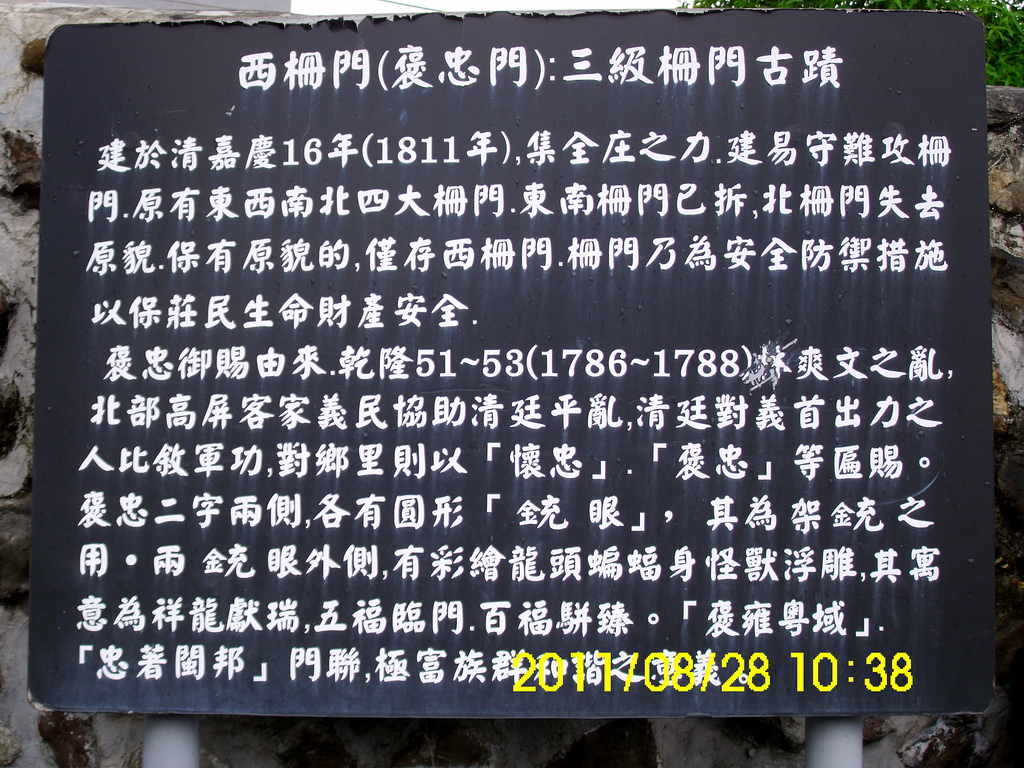 西柵門(褒忠門):三級柵門古蹟
建於清嘉慶16年(1811年),集全庄之力.建易守難攻柵
門.原有東西南北四大柵門.東南柵門已拆,北柵門失去
原貌.保有原貌的,僅存西柵門.柵門乃為安全防禦措施
以保莊民生命財產安全.
褒忠御賜由來.乾隆51~53(1786~1788)爽文之亂,
北部高屏客家義民協助清廷平亂,清廷對義首出力之
人比敘軍功,對鄉里則以「懷忠」.「褒忠」等匾賜。
褒忠二字兩側,各有圓形「銃 眼」, 其為架銃之
用・兩 銃 眼外側,有彩繪龍頭蝙蝠身怪獸浮雕,其寓
意為祥龍獻瑞,五福臨門.百福駢臻。「褒雍粵域」.
「忠著閩邦」門聯,極富族群和諧之意義。
2011/08/28 10:38